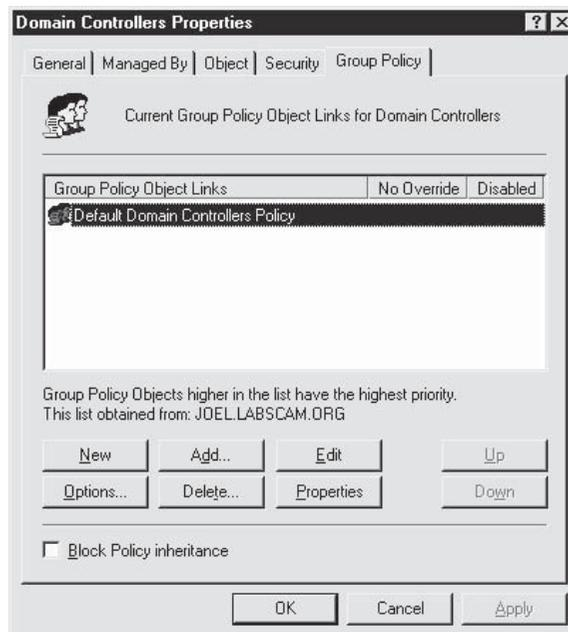 Domain Controllers Properties
General Managed By Object Security Group Policy
Current Group Policy Object Links for Domain Controllers
Group Policy Object Links No Override Disabled
Default Domain Controllers Policy
Group Policy Objects higher in the list have the highest priority.
This list obtained from: JOEL.LABSCAM.ORG
New Add... Edit Up
Options... Delete... Properties Down
Block Policy inheritance
OK Cancel Apply